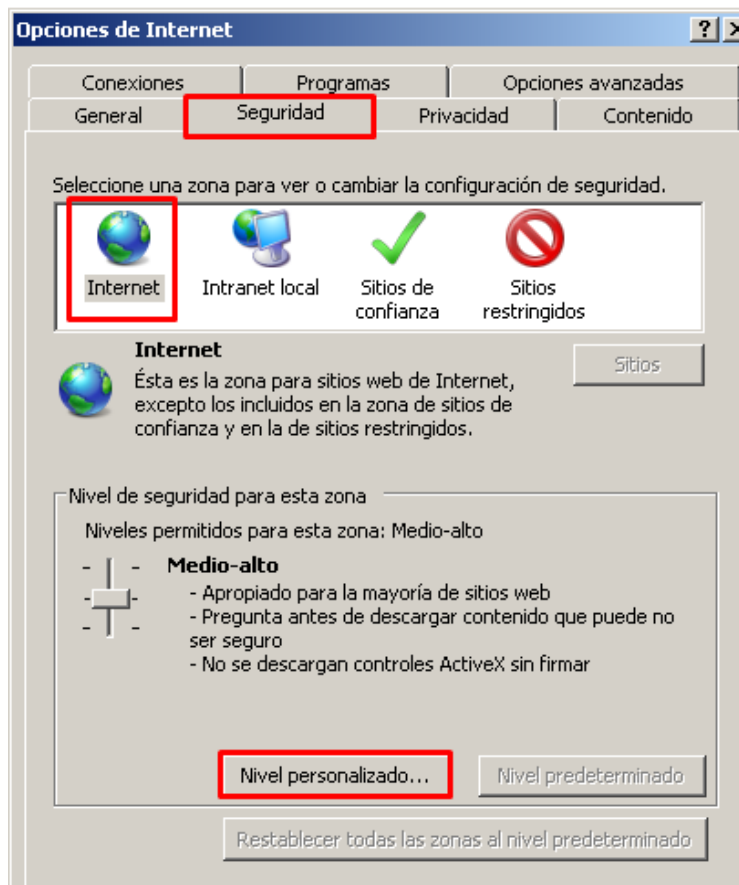 Opciones de Internet
Conexiones Programas Opciones avanzadas
General Seguridad Privacidad Contenido
Seleccione una zona para ver o cambiar la configuración de seguridad.
Internet Intranet local Sitios de confianza Sitios restringidos
Internet
Sitios
Ésta es la zona para sitios web de Internet,
excepto los incluidos en la zona de sitios de
confianza y en la de sitios restringidos.
Nivel de seguridad para esta zona
Niveles permitidos para esta zona: Medio-alto
Medio-alto
- Apropiado para la mayoría de sitios web
- Pregunta antes de descargar contenido que puede no
ser seguro
- No se descargan controles ActiveX sin firmar
Nivel personalizado... Nivel predeterminado
Restablecer todas las zonas al nivel predeterminado